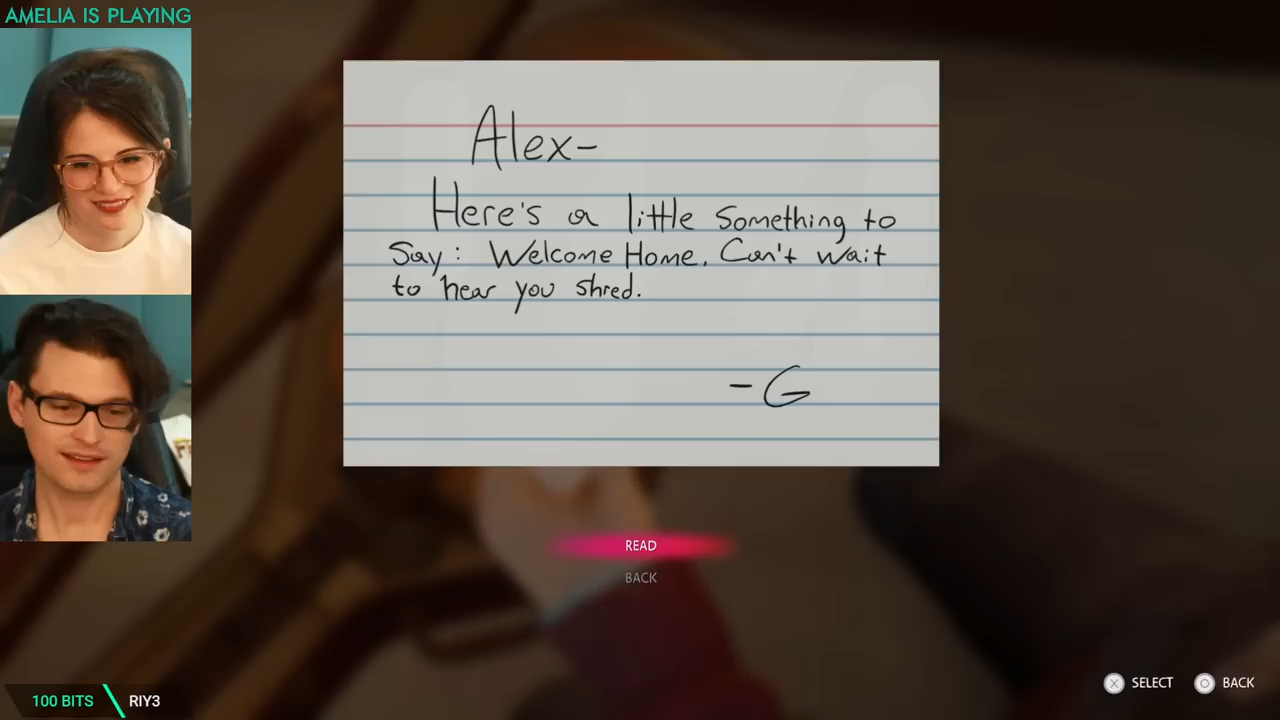 AMELIA IS PLAYING
Alex-
Here's a little something to
Say: Welcome Home. Can't wait
to hear you shred.
-G
READ
BACK
SELECT
BACK
100 BITS
RIY3